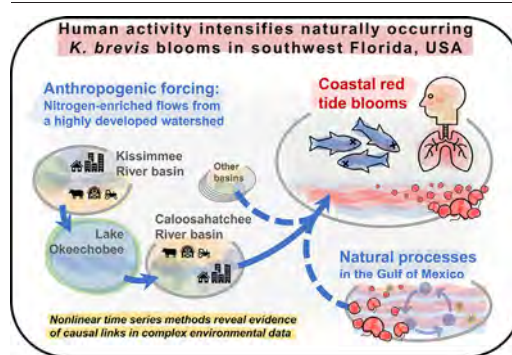 Human activity intensifies naturally occurring
K. brevis blooms in southwest Florida, USA
Anthropogenic forcing:
Nitrogen-enriched flows from
a highly developed watershed
Coastal red
tide blooms
Kissimmee
River basin
Other
basins
Lake
Okeechobee
Caloosahatchee
River basin
Natural processes
in the Gulf of Mexico
Nonlinear time series methods reveal evidence
of causal links in complex environmental data